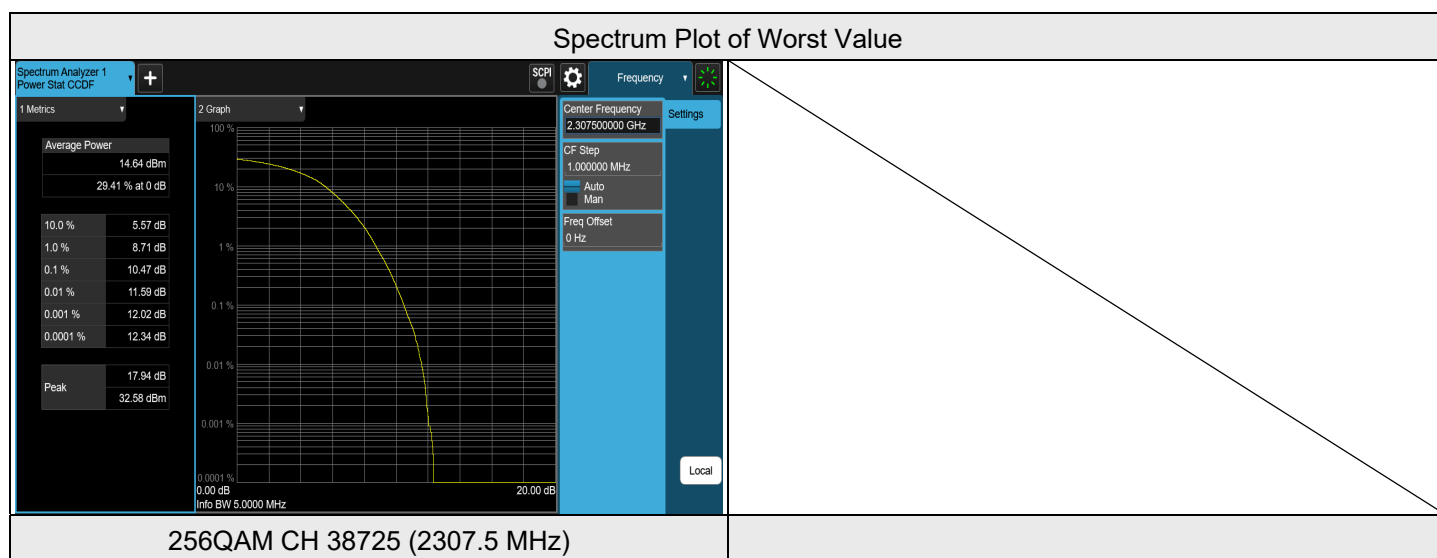 Spectrum Plot of Worst Value
Spectrum Analyzer 1
Power Stat CCDF
+
SCPI
Frequency
1 Metrics
2 Graph
Center Frequency
2.307500000 GHz
Settings
CF Step
1.000000 MHz
Auto
Man
Freq Offset
0 Hz
Average Power
14.64 dBm
29.41 % at 0 dB
10.0 % 5.57 dB
1.0 % 8.71 dB
0.1 % 10.47 dB
0.01 % 11.59 dB
0.001 % 12.02 dB
0.0001 % 12.34 dB
Peak
17.94 dB
32.58 dBm
100 %
10 %
1 %
0.1 %
0.01 %
0.001 %
0.0001 %
0.00 dB
20.00 dB
Info BW 5.0000 MHz
Local
256QAM CH 38725 (2307.5 MHz)